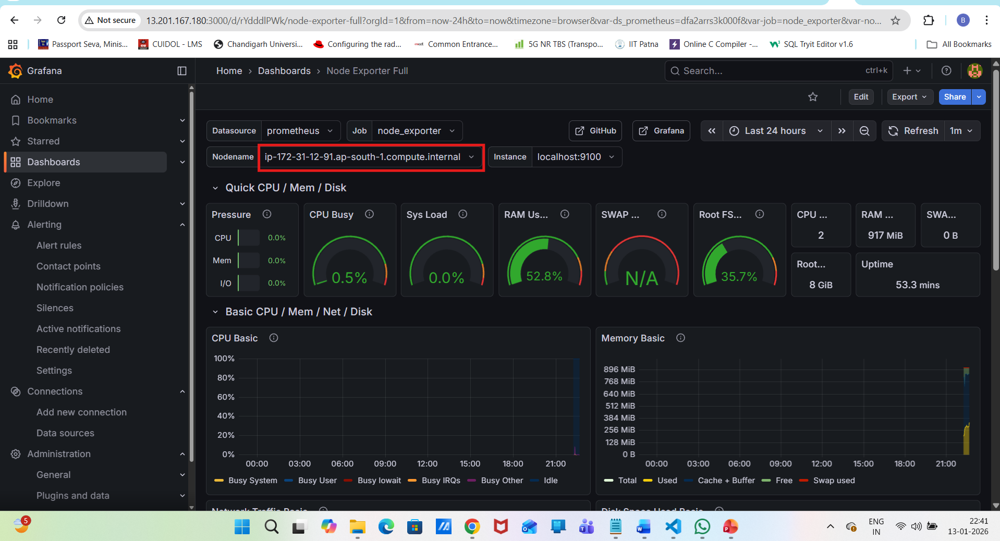 Not secure
13.201.167.180:3000/d/rYdddlPWk/node-exporter-full?orgId=1&from=now-24h&to=now&timezone=browser&var-ds_prometheus=dfa2arrs3k000f&var-job=node_exporter&var-no...
B
Passport Seva, Minis...
CUIDOL - LMS
Chandigarh Universi...
Configuring the rad...
Common Entrance...
5G NR TBS (Transpo...
IIT Patna
Online C Compiler -...
SQL Tryit Editor v1.6
All Bookmarks
Grafana
Home › Dashboards › Node Exporter Full
Search...
ctrl+k
Edit
Export
Share
Home
Bookmarks
Starred
Dashboards
Explore
Drilldown
Alerting
Alert rules
Contact points
Notification policies
Silences
Active notifications
Recently deleted
Settings
Connections
Add new connection
Data sources
Administration
General
Plugins and data
Datasource prometheus
Job node_exporter
GitHub
Grafana
Last 24 hours
Refresh
1m
Nodename ip-172-31-12-91.ap-south-1.compute.internal
Instance localhost:9100
Quick CPU / Mem / Disk
Pressure
CPU 0.0%
Mem 0.0%
I/O 0.0%
CPU Busy
0.5%
Sys Load
0.0%
RAM Us...
52.8%
SWAP ...
N/A
Root FS...
35.7%
CPU ...
2
RAM ...
917 MiB
SWA...
0 B
Root...
8 GiB
Uptime
53.3 mins
Basic CPU / Mem / Net / Disk
CPU Basic
100%
80%
60%
40%
20%
0%
00:00 03:00 06:00 09:00 12:00 15:00 18:00 21:00
Busy System Busy User Busy Iowait Busy IRQs Busy Other Idle
Memory Basic
896 MiB
768 MiB
640 MiB
512 MiB
384 MiB
256 MiB
128 MiB
0 B
00:00 03:00 06:00 09:00 12:00 15:00 18:00 21:00
Total Used Cache + Buffer Free Swap used
Network Traffic Basic
Disk Space Used Basic
5
ENG
IN
22:41
13-01-2026